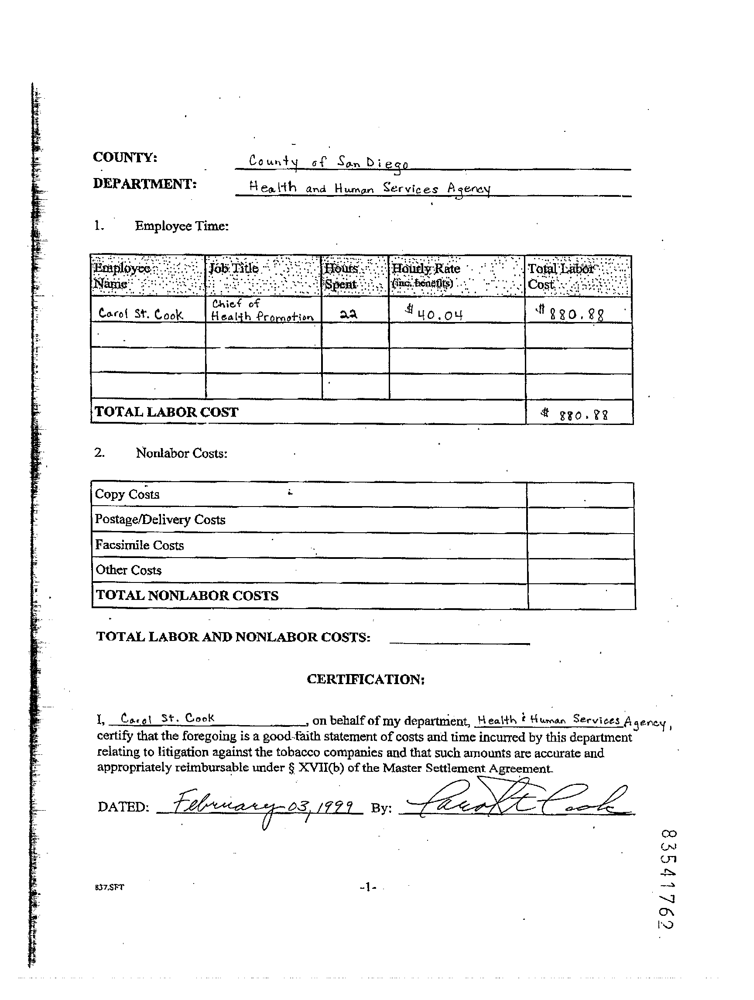 COUNTY: County of San Diego
DEPARTMENT: Health and Human Services Agency
1. Employee Time:
Employee Name Job Title Hours Spent Hourly Rate (inc. benefits) Total Labor Cost
Carol St. Cook Chief of Health Promotion 22 $40.04 $880.88
TOTAL LABOR COST $ 880.88
2. Nonlabor Costs:
Copy Costs
Postage/Delivery Costs
Facsimile Costs
Other Costs
TOTAL NONLABOR COSTS
TOTAL LABOR AND NONLABOR COSTS:
CERTIFICATION:
I, Carol St. Cook, on behalf of my department, Health & Human Services Agency,
certify that the foregoing is a good-faith statement of costs and time incurred by this department
relating to litigation against the tobacco companies and that such amounts are accurate and
appropriately reimbursable under § XVII(b) of the Master Settlement Agreement.
DATED: February 03, 1999 By: Carol St Cook
837.SFT -1-
83541762